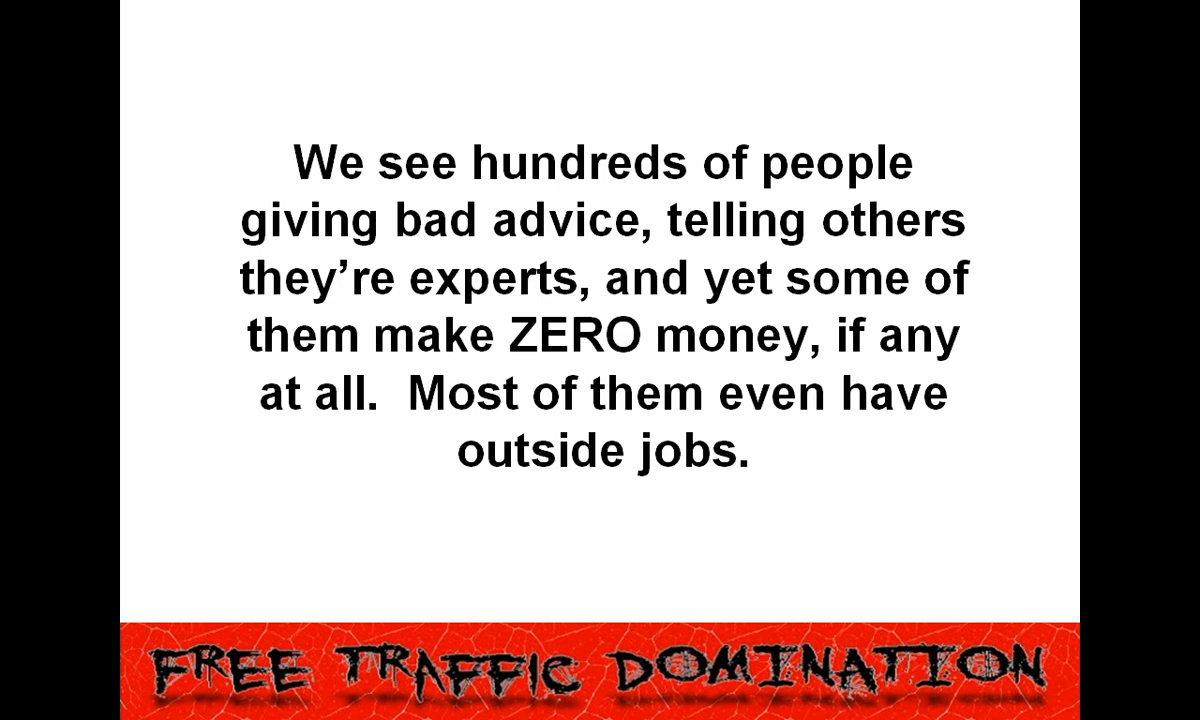 We see hundreds of people
giving bad advice, telling others
they’re experts, and yet some of
them make ZERO money, if any
at all.  Most of them even have
outside jobs.
FREE TRAFFIC DOMINATION